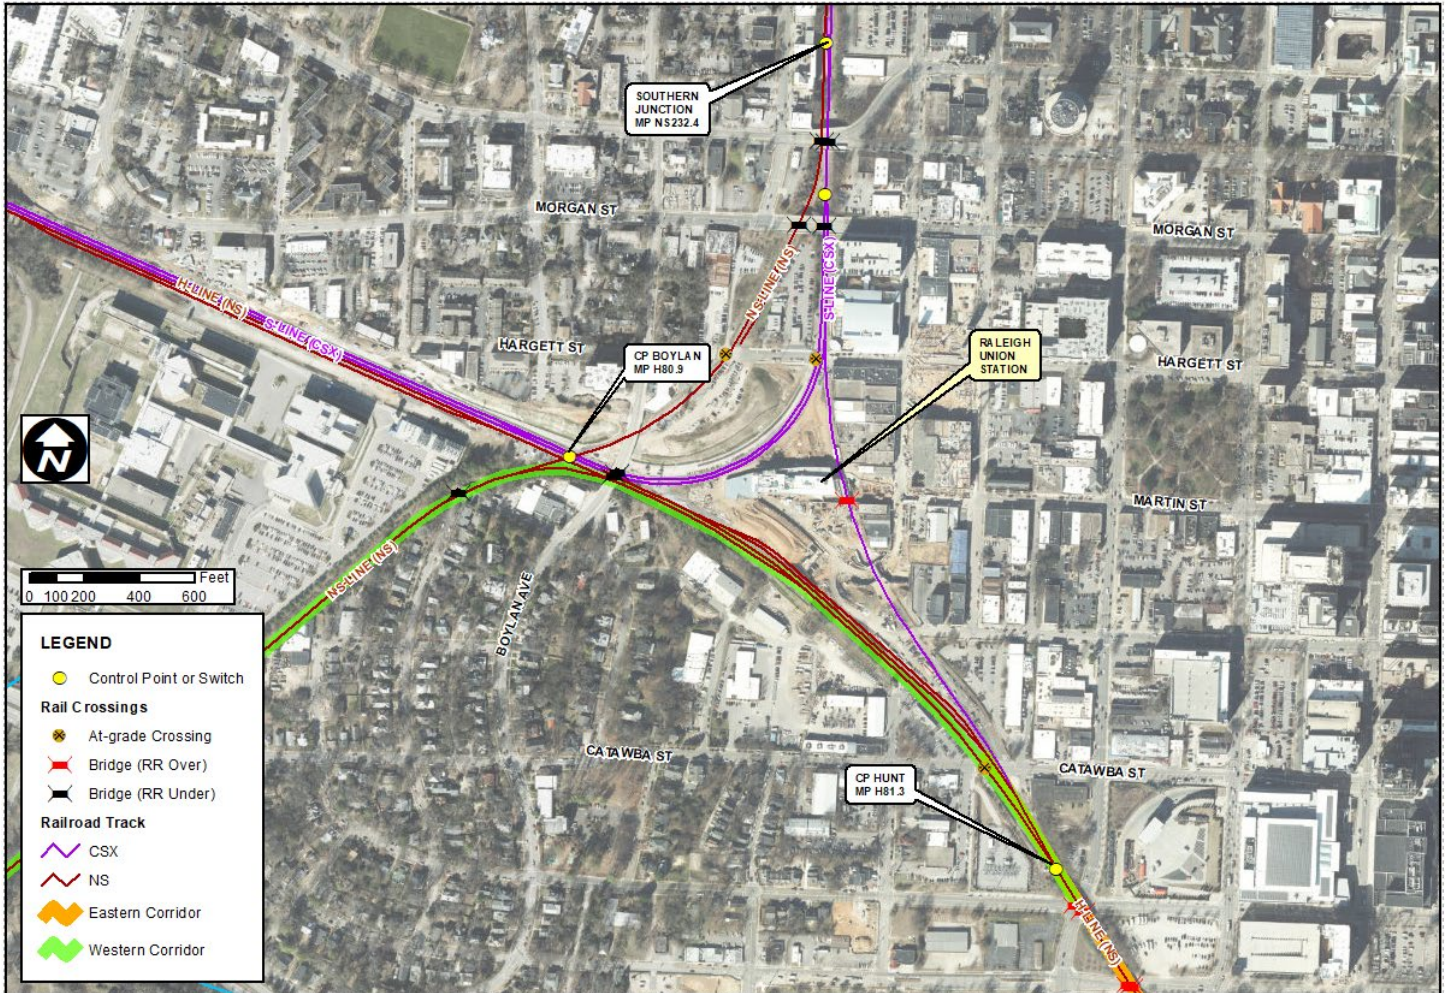 SOUTHERN
JUNCTION
MP NS232.4
MORGAN ST
MORGAN ST
H-LINE (NS)
S-LINE (CSX)
NS-LINE (NS)
S-LINE (CSX)
HARGETT ST
CP BOYLAN
MP H80.9
RALEIGH
UNION
STATION
HARGETT ST
N
MARTIN ST
NS-LINE (NS)
BOYLAN AVE
Feet
0 100 200 400 600
CATAWBA ST
CATAWBA ST
CP HUNT
MP H81.3
H-LINE (NS)
LEGEND
Control Point or Switch
Rail Crossings
At-grade Crossing
Bridge (RR Over)
Bridge (RR Under)
Railroad Track
CSX
NS
Eastern Corridor
Western Corridor